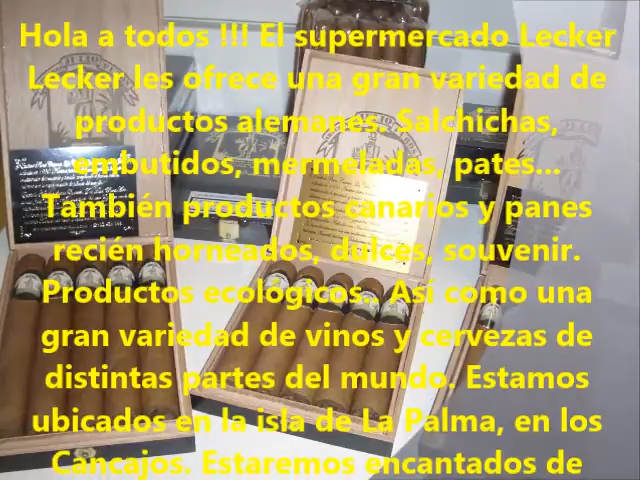 Hola a todos !!! El supermercado Lecker
Lecker les ofrece una gran variedad de
productos alemanes. Salchichas,
embutidos, mermeladas, pates...
También productos canarios y panes
recién horneados, dulces, souvenir.
Productos ecológicos.. Así como una
gran variedad de vinos y cervezas de
distintas partes del mundo. Estamos
ubicados en la isla de La Palma, en los
Cancajos. Estaremos encantados de